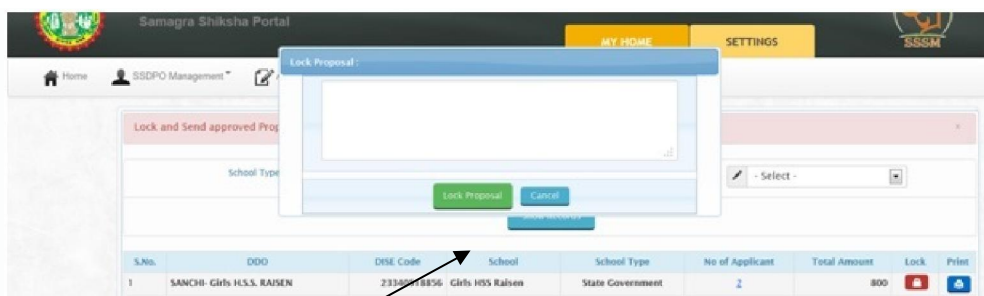 Samagra Shiksha Portal
MY HOME
SETTINGS
SSSM
Home
SSDPO Management
Lock Proposal :
Lock and Send approved Prop
×
School Type
- Select -
Lock Proposal
Cancel
Show Records
S.No. DDO DISE Code School School Type No of Applicant Total Amount Lock Print
1 SANCHI- Girls H.S.S. RAISEN Girls HSS Raisen State Government 2 800